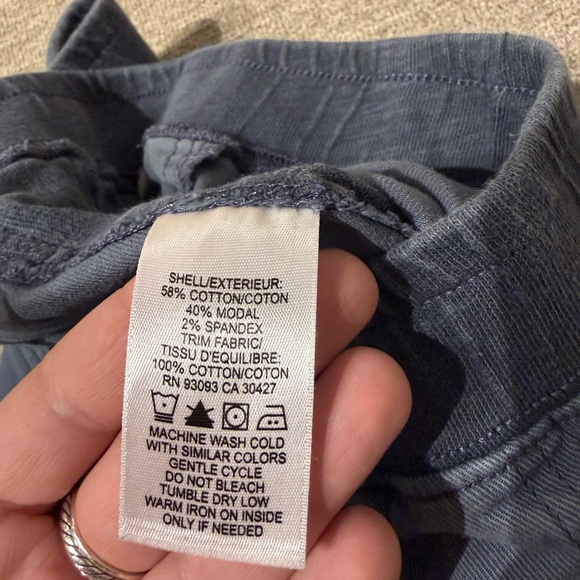 SHELL/EXTERIEUR:
58% COTTON/COTON
40% MODAL
2% SPANDEX
TRIM FABRIC/
TISSU D'EQUILIBRE:
100% COTTON/COTON
RN 93093 CA 30427
MACHINE WASH COLD
WITH SIMILAR COLORS
GENTLE CYCLE
DO NOT BLEACH
TUMBLE DRY LOW
WARM IRON ON INSIDE
ONLY IF NEEDED